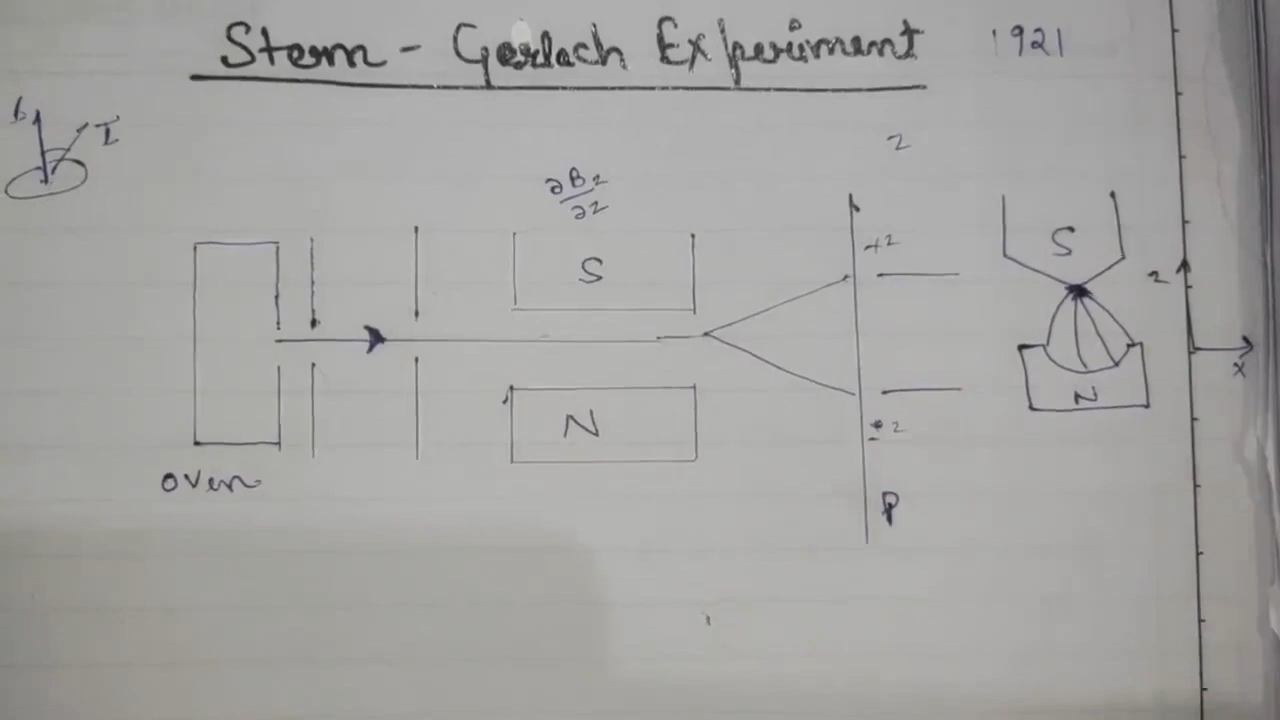 Stern - Gerlach Experiment 1921
L I
z
∂Bz
∂z
S
+z
S
z
x
N
N
-z
oven
P